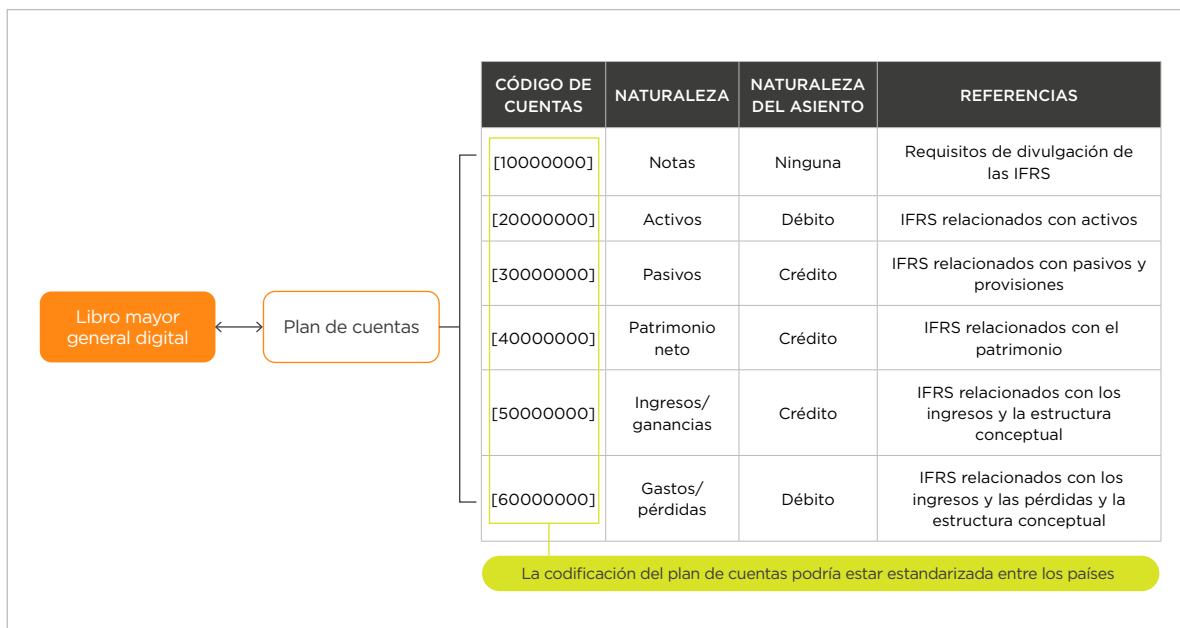 CÓDIGO DE
CUENTAS
NATURALEZA
NATURALEZA
DEL ASIENTO
REFERENCIAS
[10000000]
Notas
Ninguna
Requisitos de divulgación de
las IFRS
[20000000]
Activos
Débito
IFRS relacionados con activos
[30000000]
Pasivos
Crédito
IFRS relacionados con pasivos y
provisiones
Libro mayor
general digital
Plan de cuentas
[40000000]
Patrimonio
neto
Crédito
IFRS relacionados con el
patrimonio
[50000000]
Ingresos/
ganancias
Crédito
IFRS relacionados con los
ingresos y la estructura
conceptual
[60000000]
Gastos/
pérdidas
Débito
IFRS relacionados con los
ingresos y las pérdidas y la
estructura conceptual
La codificación del plan de cuentas podría estar estandarizada entre los países